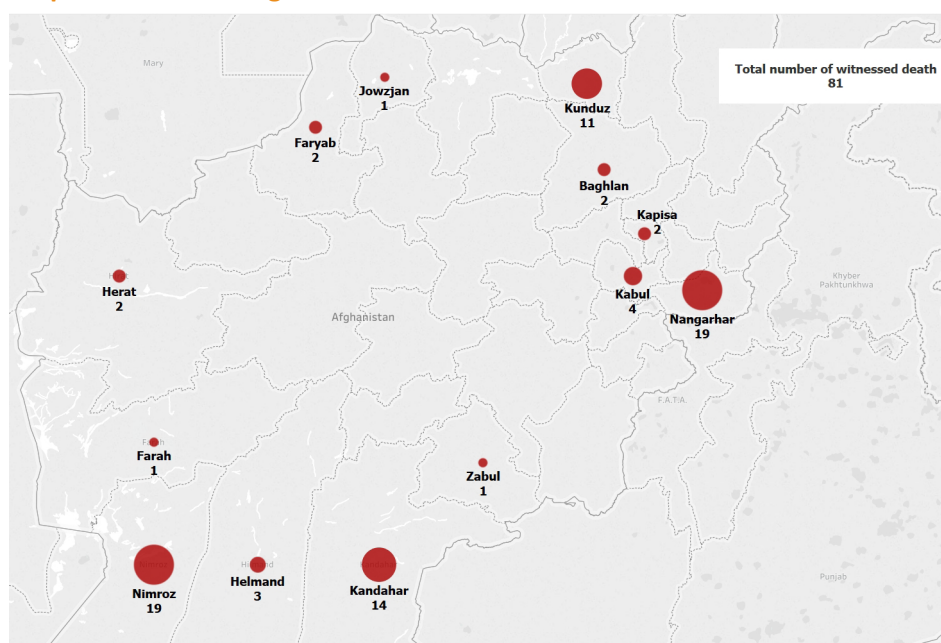 Mary
Total number of witnessed death
81
Jowzjan
1
Kunduz
11
Faryab
2
Baghlan
2
Kapisa
2
Herat
2
Kabul
4
Nangarhar
19
Khyber
Pakhtunkhwa
Afghanistan
F.A.T.A.
Farah
Farah
1
Zabul
1
Nimroz
19
Helmand
3
Kandahar
14
Punjab